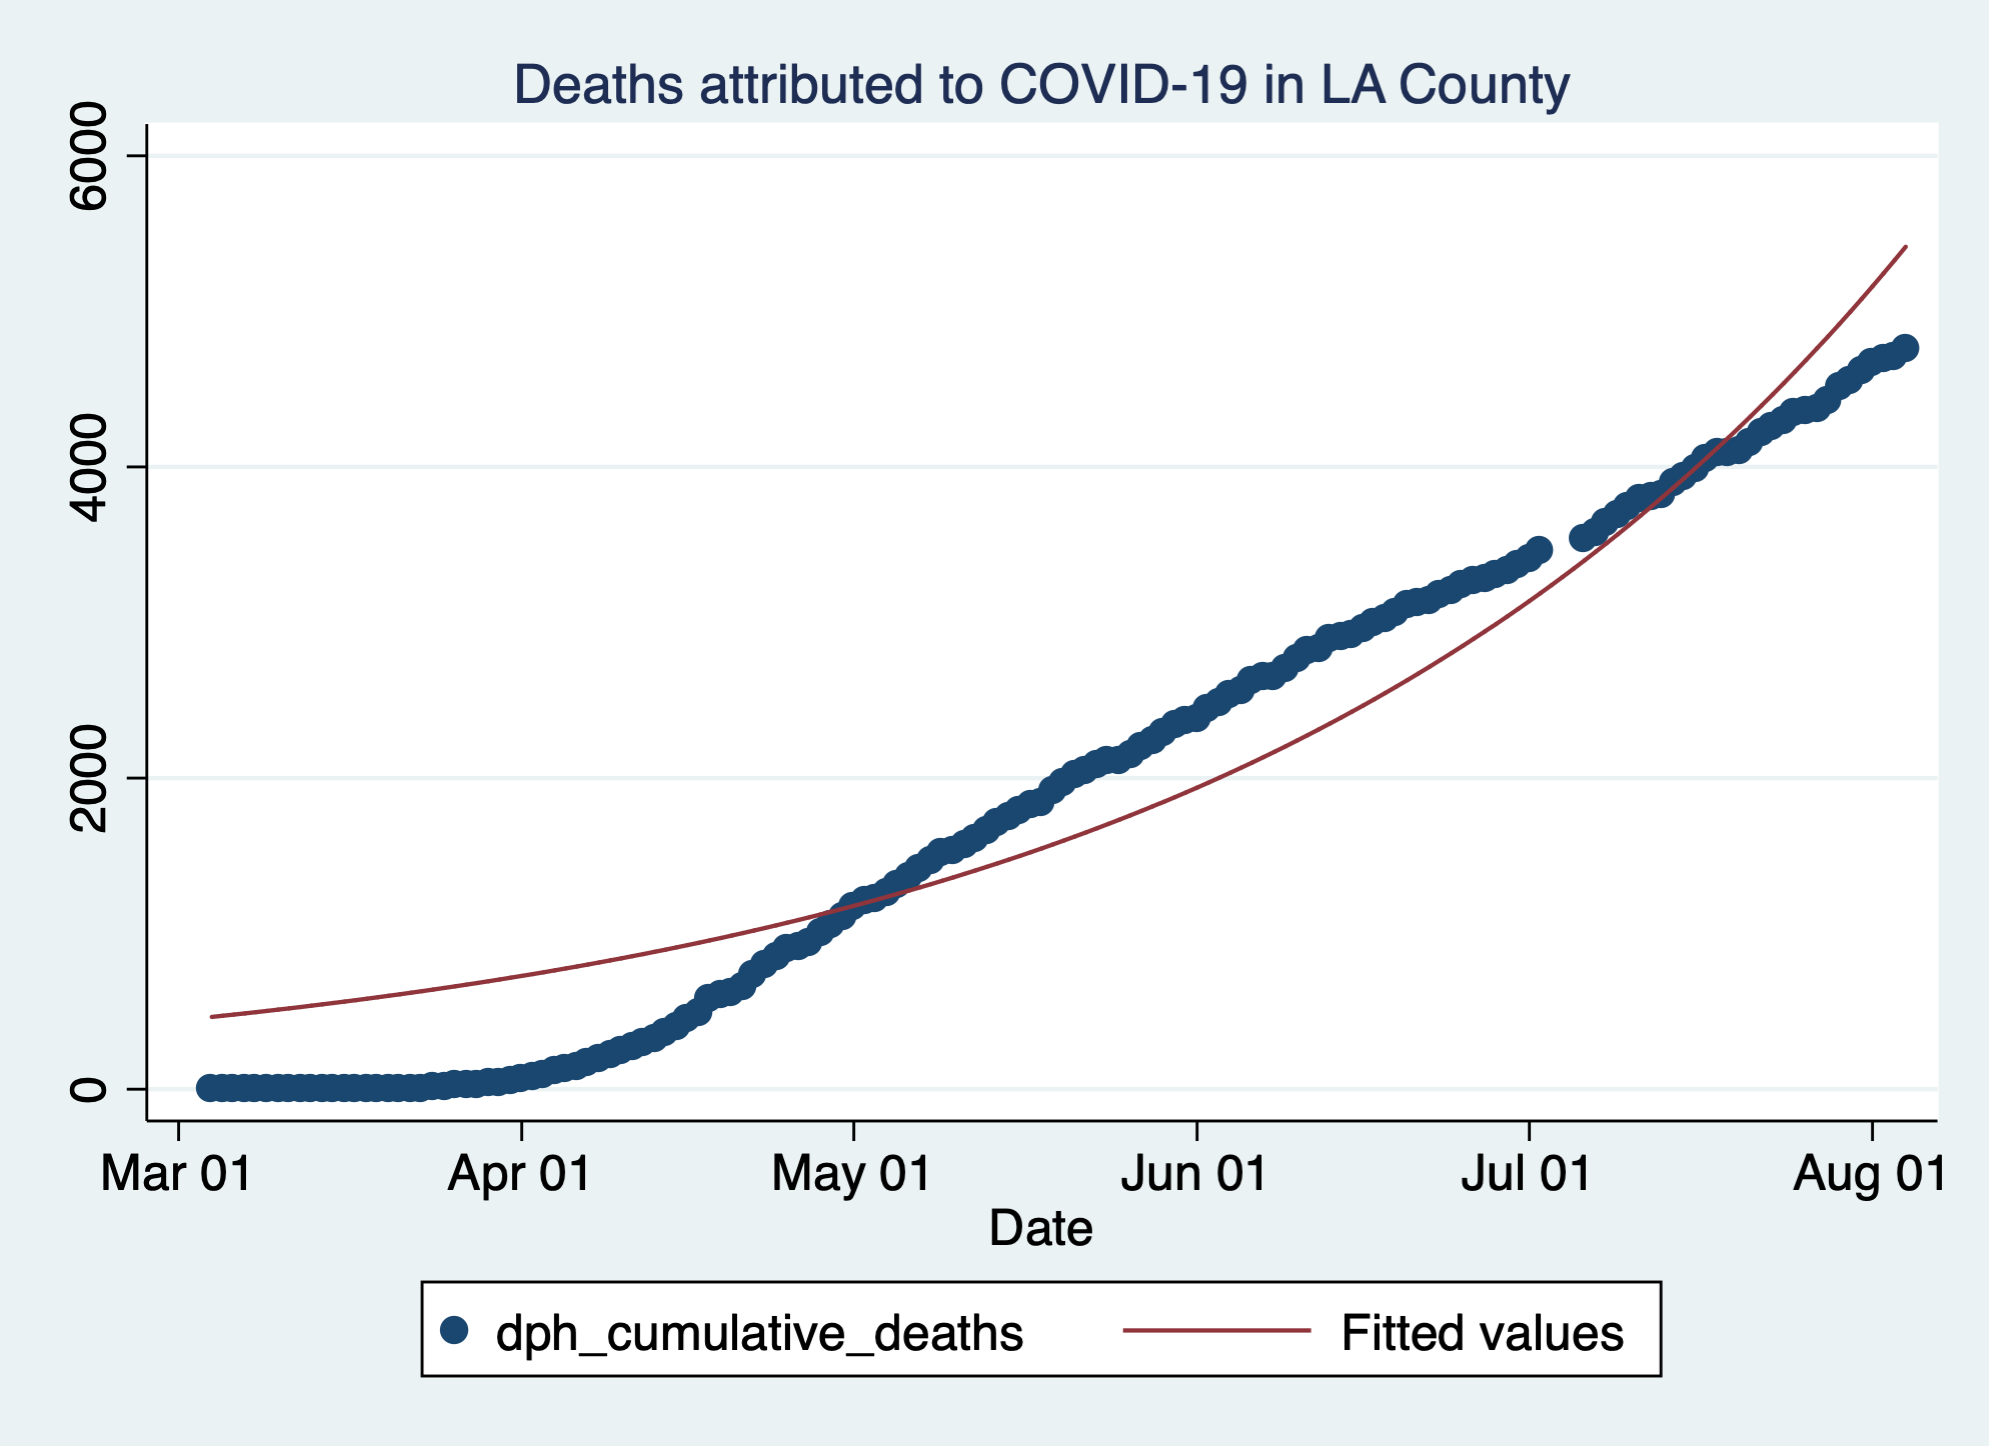 Deaths attributed to COVID-19 in LA County
6000
4000
2000
0
Mar 01 Apr 01 May 01 Jun 01 Jul 01 Aug 01
Date
dph_cumulative_deaths Fitted values